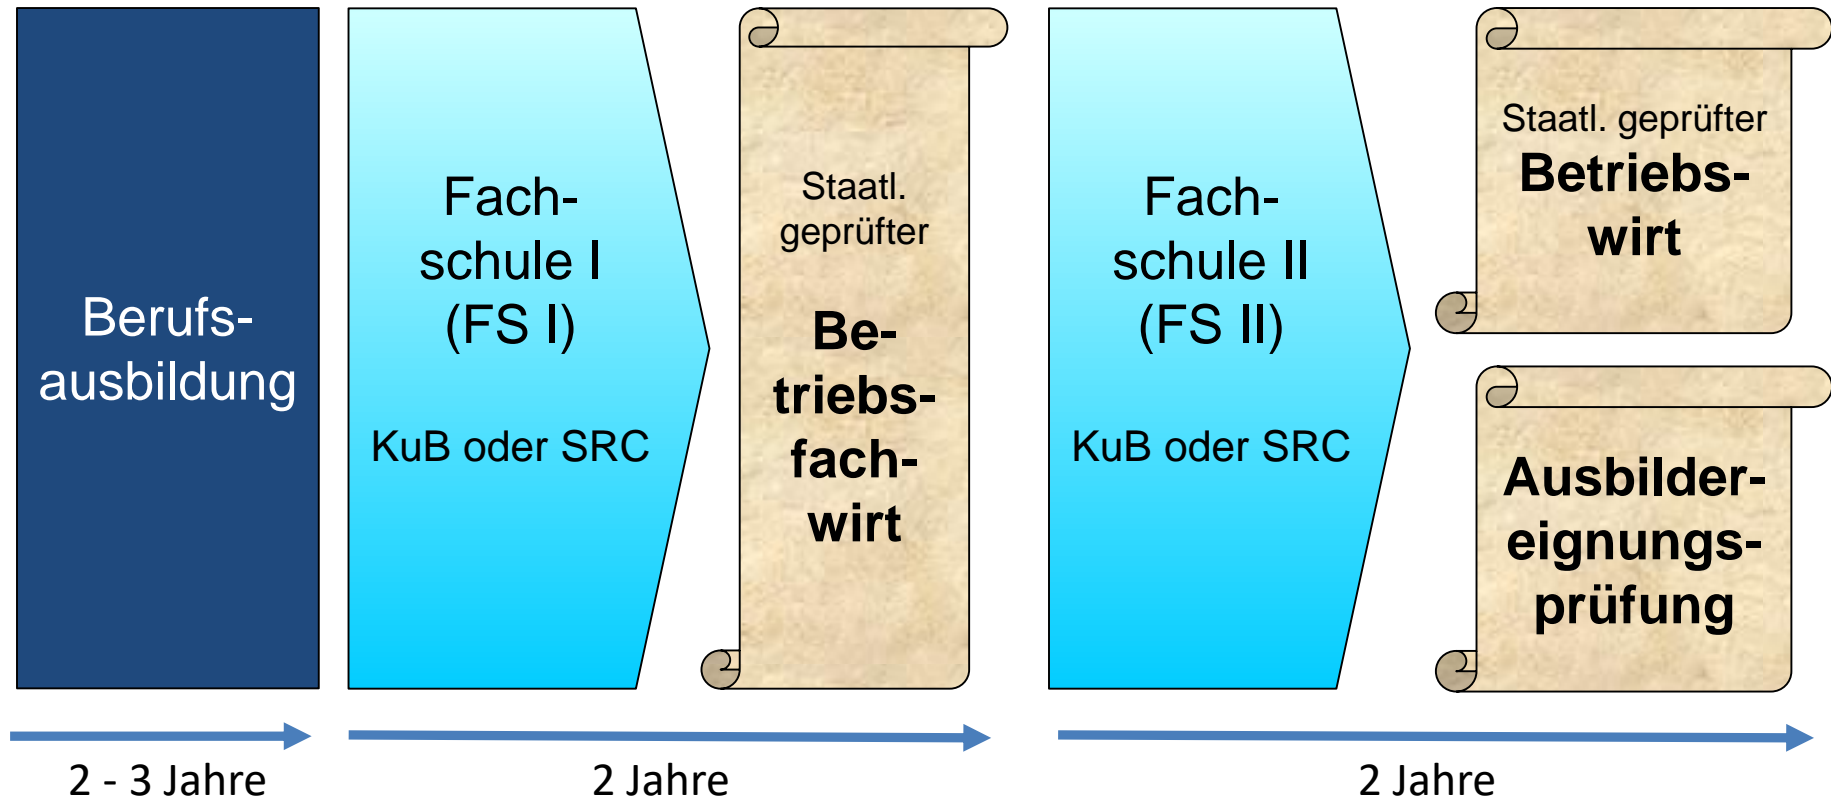 Berufs-
ausbildung
Fach-
schule I
(FS I)
KuB oder SRC
Staatl.
geprüfter
Be-
triebs-
fach-
wirt
Fach-
schule II
(FS II)
KuB oder SRC
Staatl. geprüfter
Betriebs-
wirt
Ausbilder-
eignungs-
prüfung
2 - 3 Jahre
2 Jahre
2 Jahre